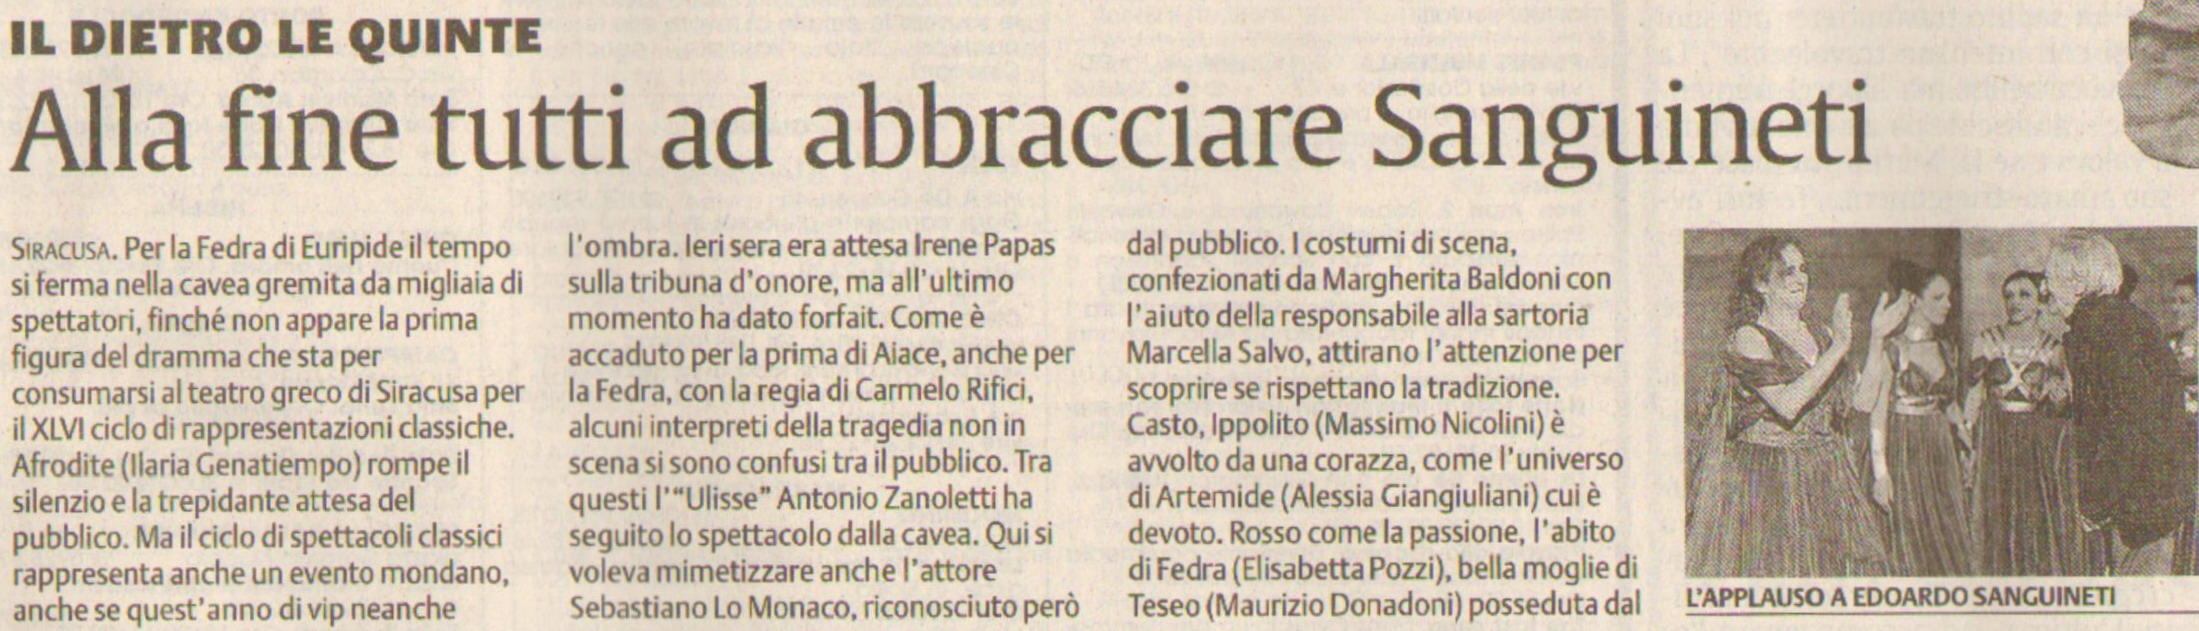 IL DIETRO LE QUINTE
Alla fine tutti ad abbracciare Sanguineti
SIRACUSA. Per la Fedra di Euripide il tempo
si ferma nella cavea gremita da migliaia di
spettatori, finché non appare la prima
figura del dramma che sta per
consumarsi al teatro greco di Siracusa per
il XLVI ciclo di rappresentazioni classiche.
Afrodite (Ilaria Genatiempo) rompe il
silenzio e la trepidante attesa del
pubblico. Ma il ciclo di spettacoli classici
rappresenta anche un evento mondano,
anche se quest'anno di vip neanche
l'ombra. Ieri sera era attesa Irene Papas
sulla tribuna d'onore, ma all'ultimo
momento ha dato forfait. Come è
accaduto per la prima di Aiace, anche per
la Fedra, con la regia di Carmelo Rifici,
alcuni interpreti della tragedia non in
scena si sono confusi tra il pubblico. Tra
questi l'"Ulisse" Antonio Zanoletti ha
seguito lo spettacolo dalla cavea. Qui si
voleva mimetizzare anche l'attore
Sebastiano Lo Monaco, riconosciuto però
dal pubblico. I costumi di scena,
confezionati da Margherita Baldoni con
l'aiuto della responsabile alla sartoria
Marcella Salvo, attirano l'attenzione per
scoprire se rispettano la tradizione.
Casto, Ippolito (Massimo Nicolini) è
avvolto da una corazza, come l'universo
di Artemide (Alessia Giangiuliani) cui è
devoto. Rosso come la passione, l'abito
di Fedra (Elisabetta Pozzi), bella moglie di
Teseo (Maurizio Donadoni) posseduta dal
L'APPLAUSO A EDOARDO SANGUINETI